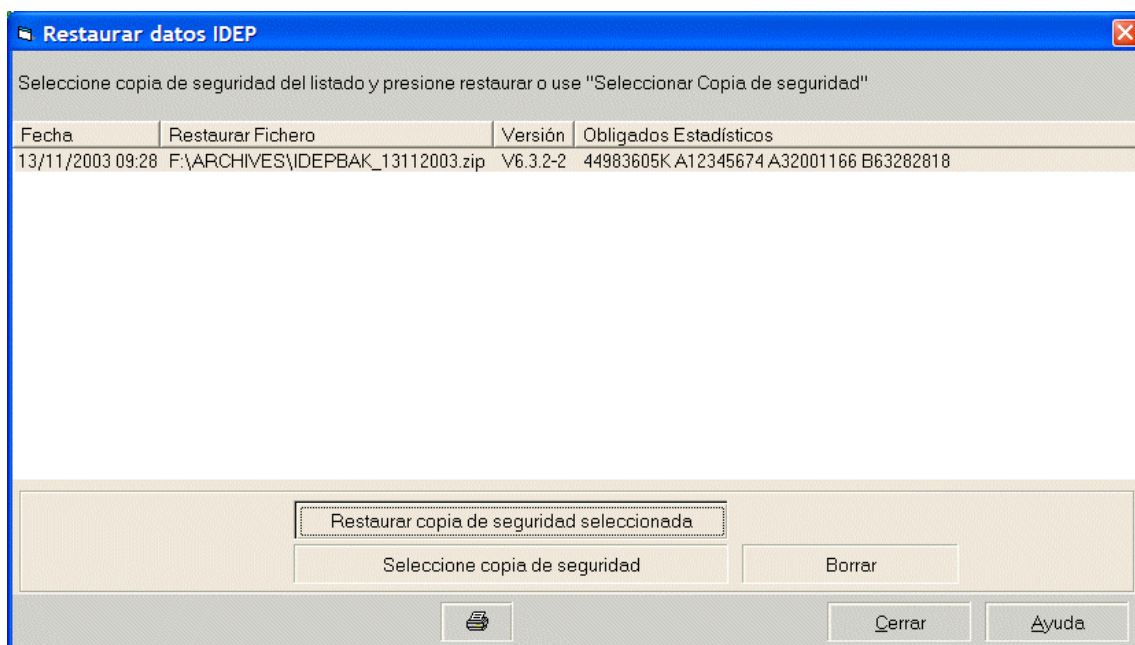 Restaurar datos IDEP
Seleccione copia de seguridad del listado y presione restaurar o use "Seleccionar Copia de seguridad"
Fecha Restaurar Fichero Versión Obligados Estadísticos
13/11/2003 09:28 F:\ARCHIVES\IDEPBAK_13112003.zip V6.3.2-2 44983605K A12345674 A32001166 B63282818
Restaurar copia de seguridad seleccionada
Seleccione copia de seguridad Borrar
Cerrar Ayuda